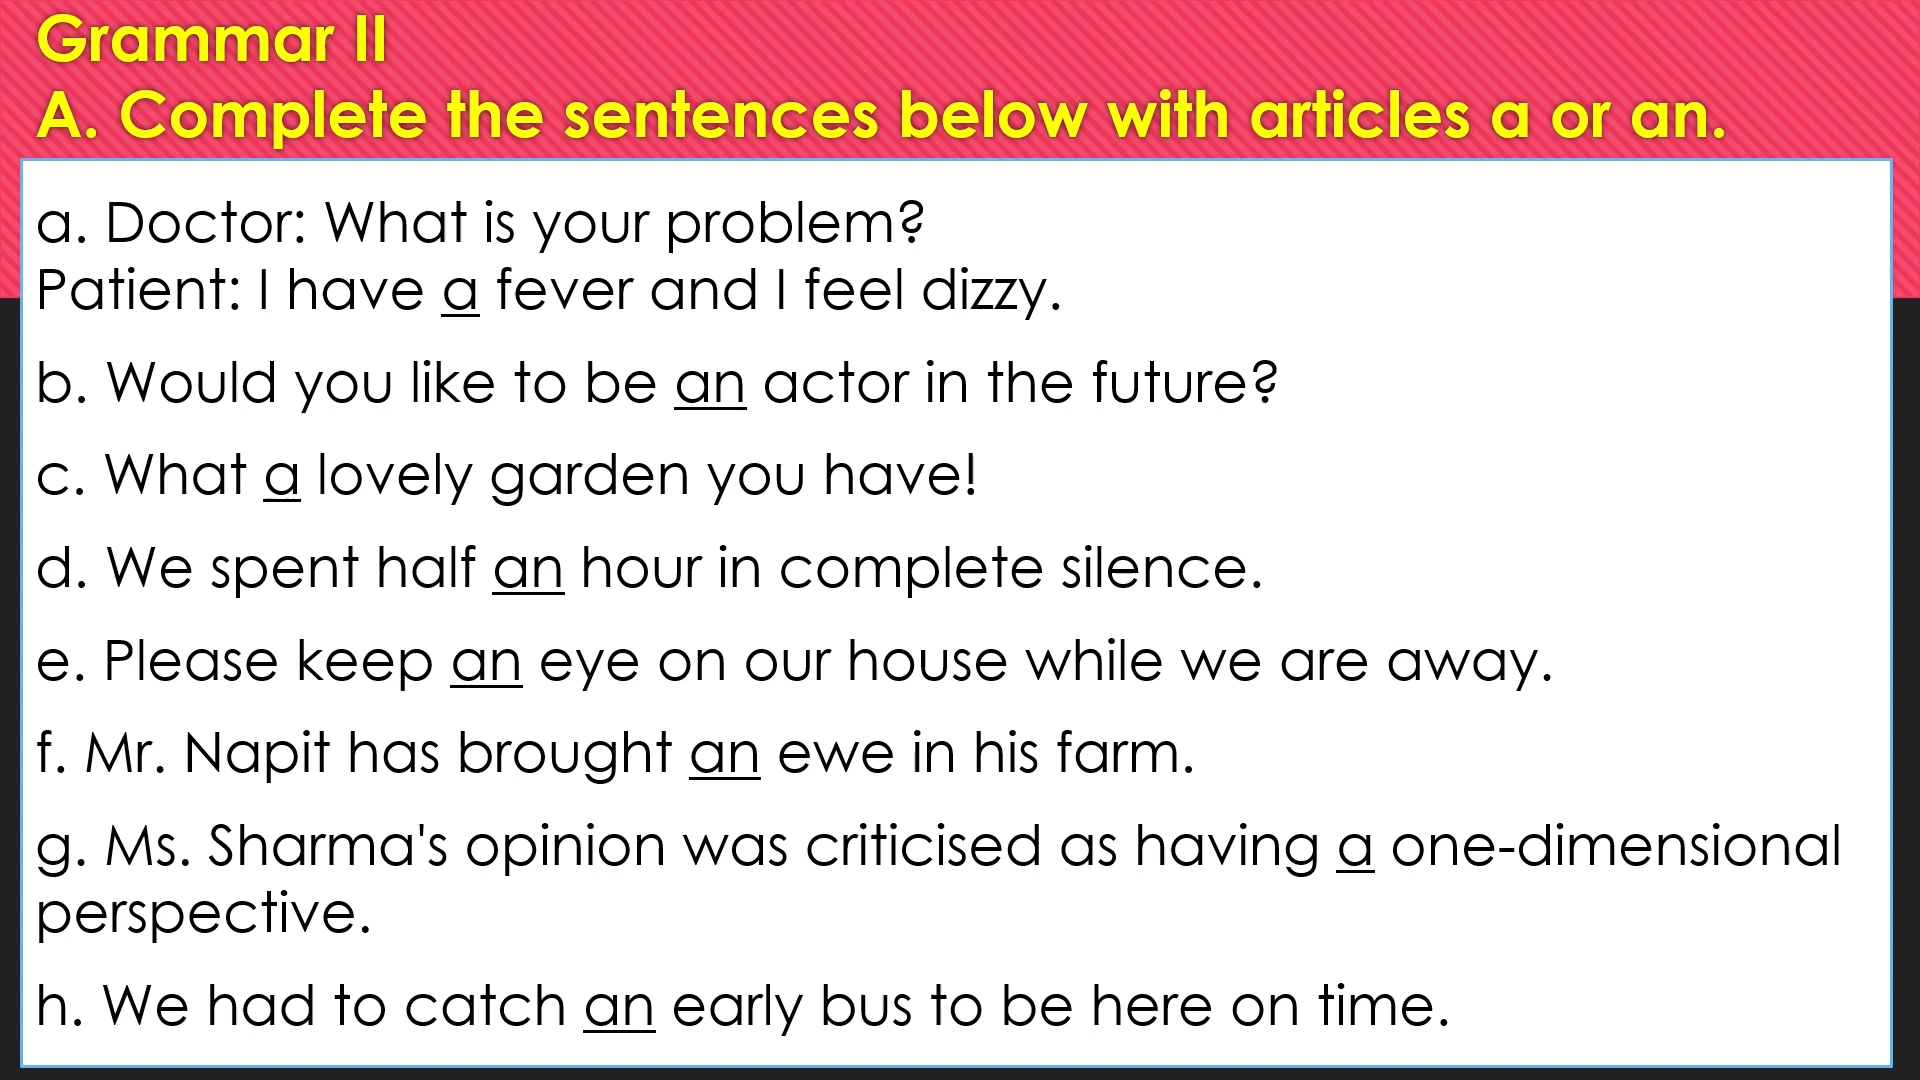 Grammar II
A. Complete the sentences below with articles a or an.
a. Doctor: What is your problem?
Patient: I have a fever and I feel dizzy.
b. Would you like to be an actor in the future?
c. What a lovely garden you have!
d. We spent half an hour in complete silence.
e. Please keep an eye on our house while we are away.
f. Mr. Napit has brought an ewe in his farm.
g. Ms. Sharma's opinion was criticised as having a one-dimensional
perspective.
h. We had to catch an early bus to be here on time.